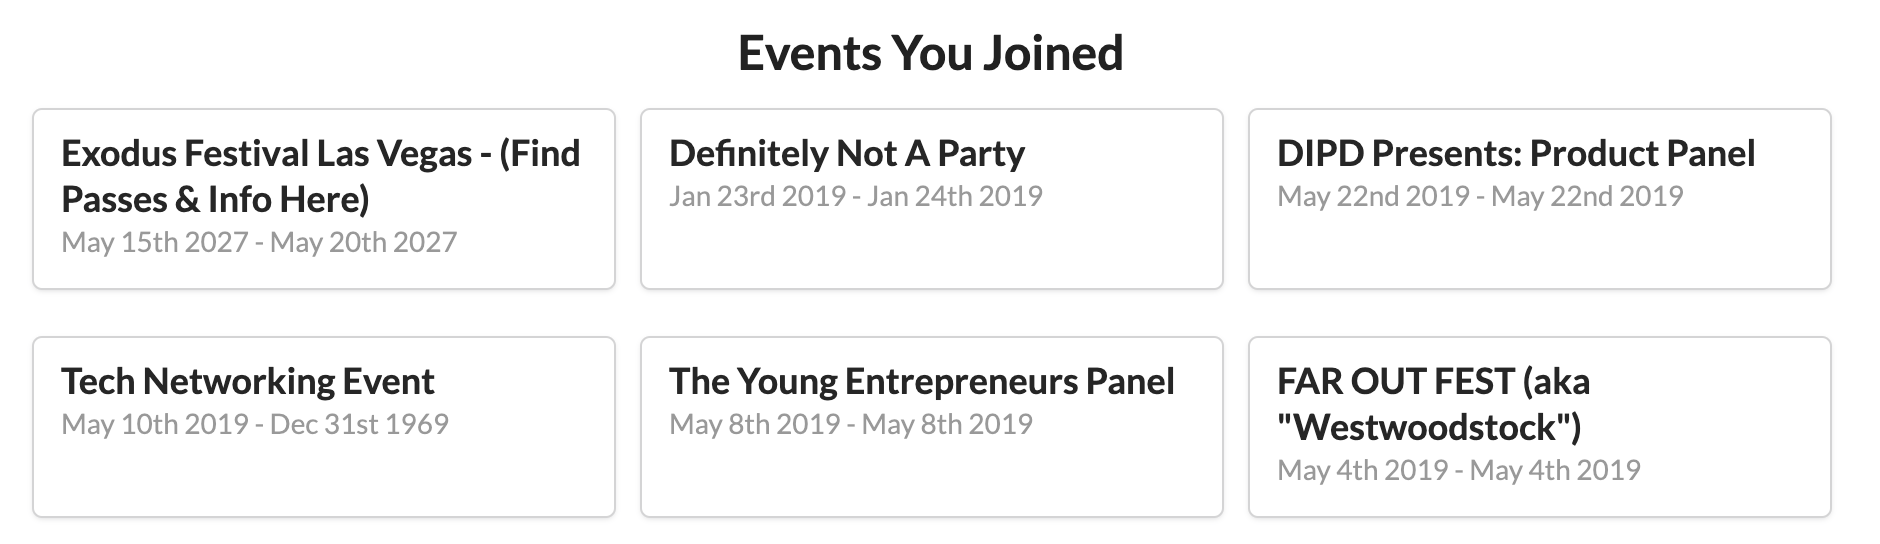 Events You Joined
Exodus Festival Las Vegas - (Find
Passes & Info Here)
May 15th 2027 - May 20th 2027
Definitely Not A Party
Jan 23rd 2019 - Jan 24th 2019
DIPD Presents: Product Panel
May 22nd 2019 - May 22nd 2019
Tech Networking Event
May 10th 2019 - Dec 31st 1969
The Young Entrepreneurs Panel
May 8th 2019 - May 8th 2019
FAR OUT FEST (aka
"Westwoodstock")
May 4th 2019 - May 4th 2019